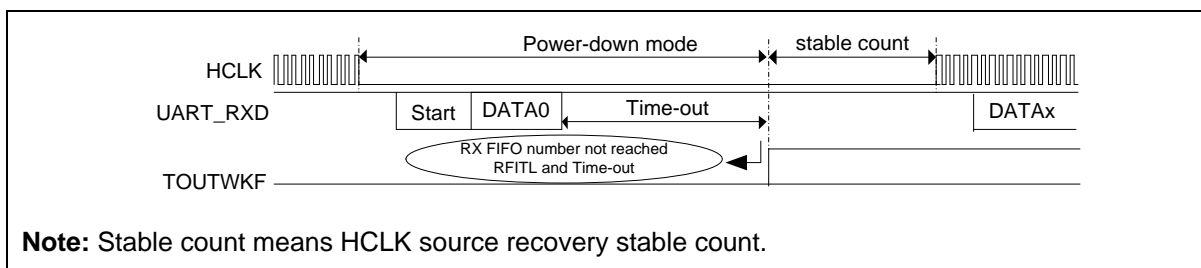 Power-down mode
stable count
HCLK
UART_RXD
Start
DATA0
Time-out
DATAx
RX FIFO number not reached
RFITL and Time-out
TOUTWKF
Note: Stable count means HCLK source recovery stable count.